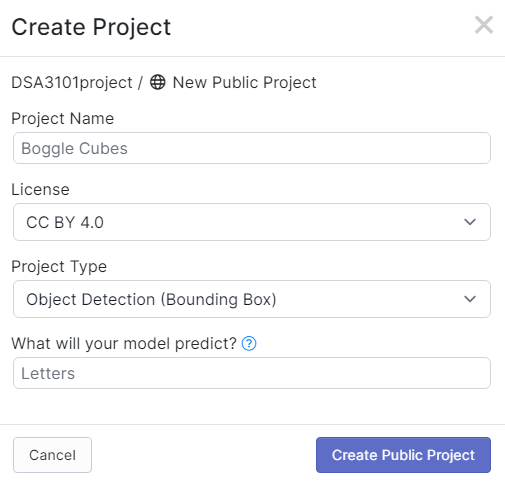 Create Project
DSA3101project / New Public Project
Project Name
Boggle Cubes
License
CC BY 4.0
Project Type
Object Detection (Bounding Box)
What will your model predict? ?
Letters
Cancel
Create Public Project